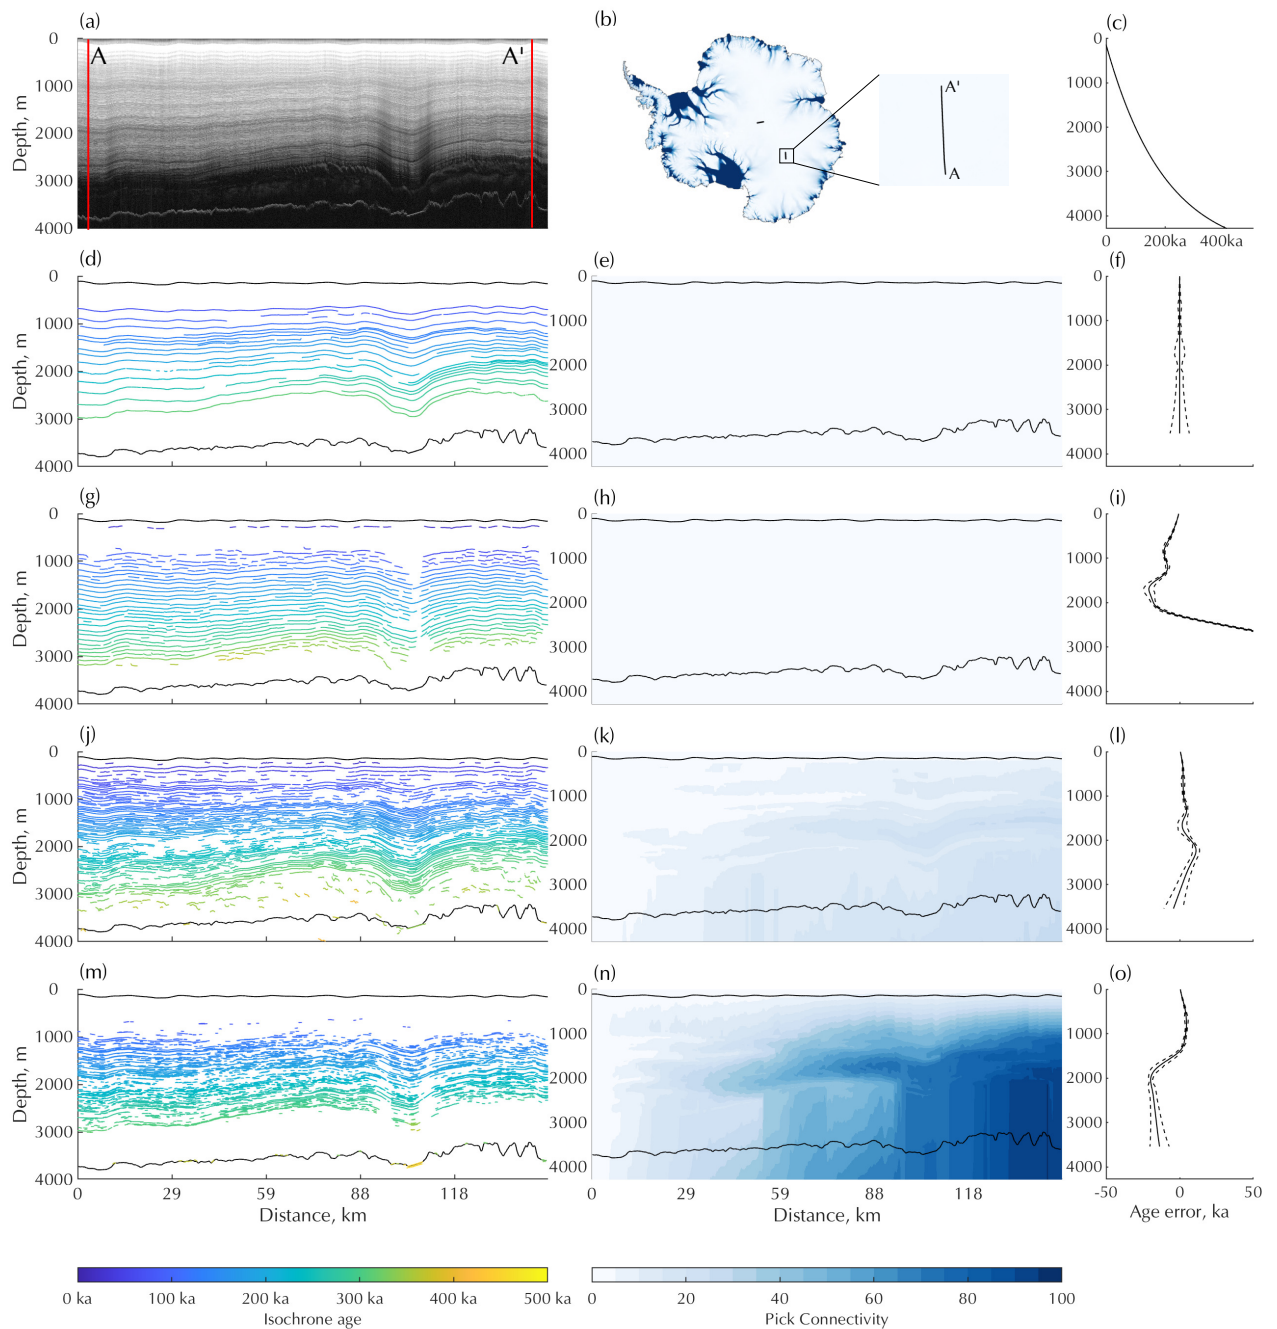 (a)
(b)
(c)
0
1000
2000
3000
4000
Depth, m
A
A'
A'
A
0
1000
2000
3000
4000
0
200ka
400ka
(d)
(e)
(f)
0
1000
2000
3000
4000
Depth, m
0
1000
2000
3000
4000
0
1000
2000
3000
4000
(g)
(h)
(i)
0
1000
2000
3000
4000
Depth, m
0
1000
2000
3000
4000
0
1000
2000
3000
4000
(j)
(k)
(l)
0
1000
2000
3000
4000
Depth, m
0
1000
2000
3000
4000
0
1000
2000
3000
4000
(m)
(n)
(o)
0
1000
2000
3000
4000
Depth, m
0
1000
2000
3000
4000
0
1000
2000
3000
4000
0 29 59 88 118
Distance, km
0 29 59 88 118
Distance, km
-50 0 50
Age error, ka
0 ka 100 ka 200 ka 300 ka 400 ka 500 ka
Isochrone age
0 20 40 60 80 100
Pick Connectivity